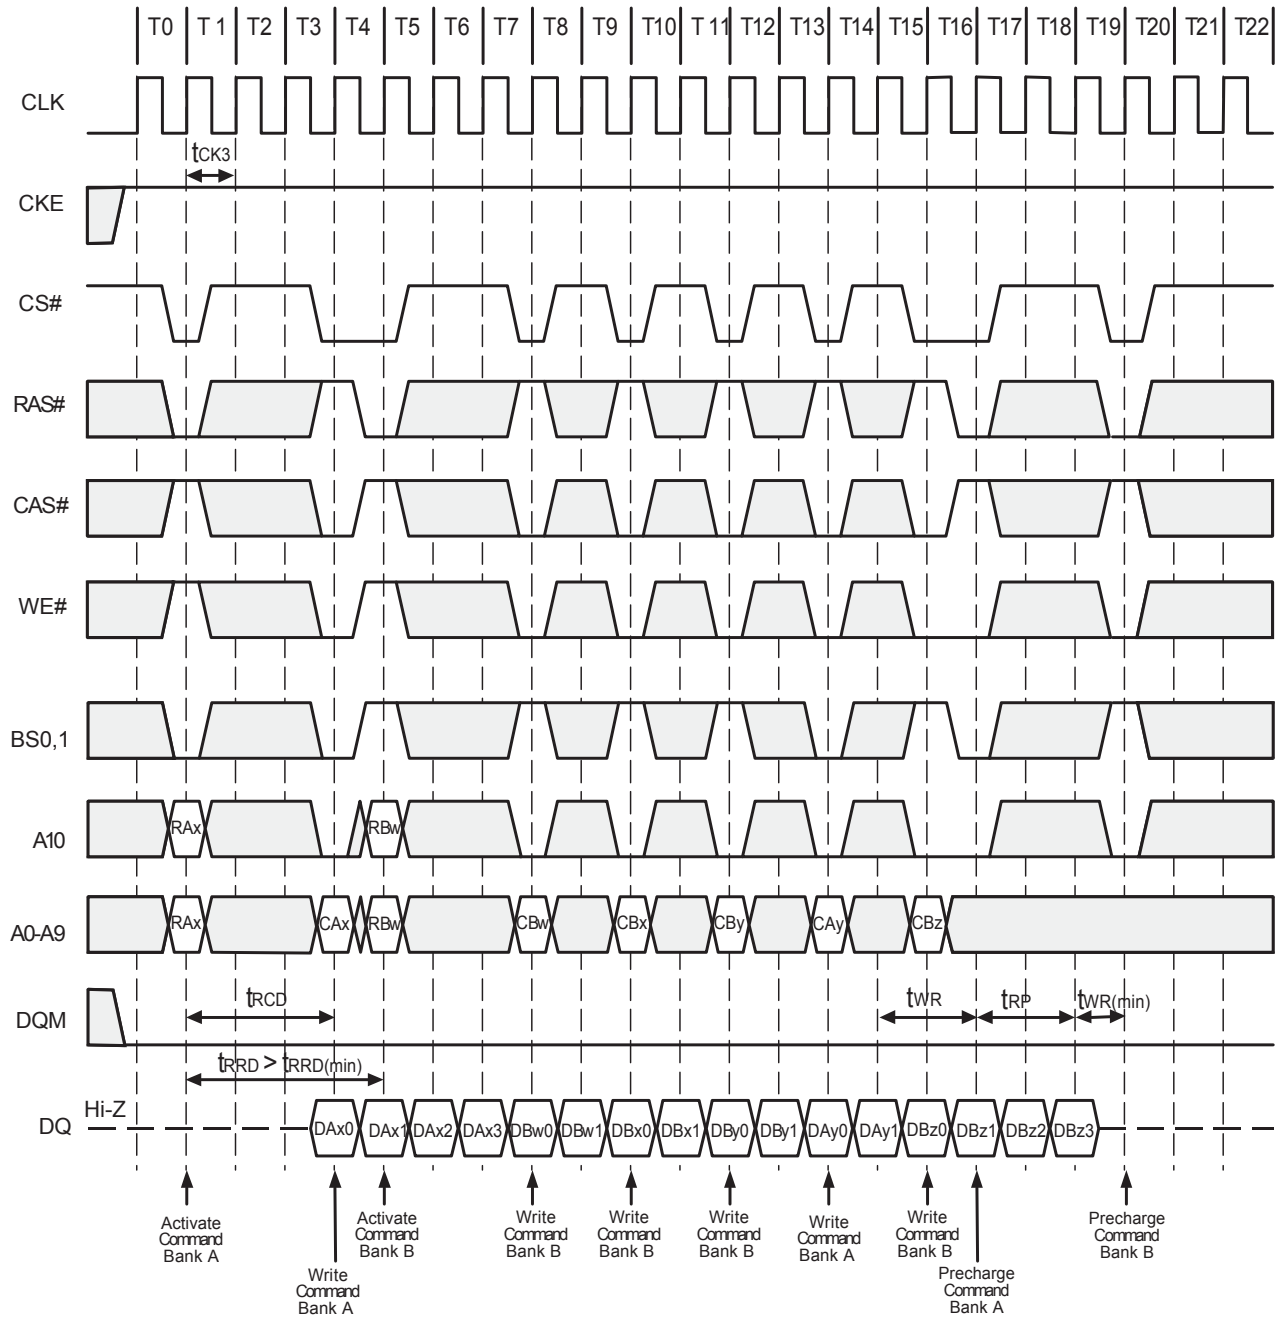 T0 T 1 T2 T3 T4 T5 T6 T7 T8 T9 T10 T 11 T12 T13 T14 T15 T16 T17 T18 T19 T20 T21 T22
CLK
tCK3
CKE
CS#
RAS#
CAS#
WE#
BS0,1
A10 RAx RBw
A0-A9 RAx CAx RBw CBw CBx CBy CAy CBz
DQM tRCD tWR tRP tWR(min)
tRRD > tRRD(min)
Hi-Z
DQ DAx0 DAx1 DAx2 DAx3 DBw0 DBw1 DBx0 DBx1 DBy0 DBy1 DAy0 DAy1 DBz0 DBz1 DBz2 DBz3
Activate
Command
Bank A
Write
Command
Bank A
Activate
Command
Bank B
Write
Command
Bank B
Write
Command
Bank B
Write
Command
Bank B
Write
Command
Bank A
Write
Command
Bank B
Precharge
Command
Bank A
Precharge
Command
Bank B